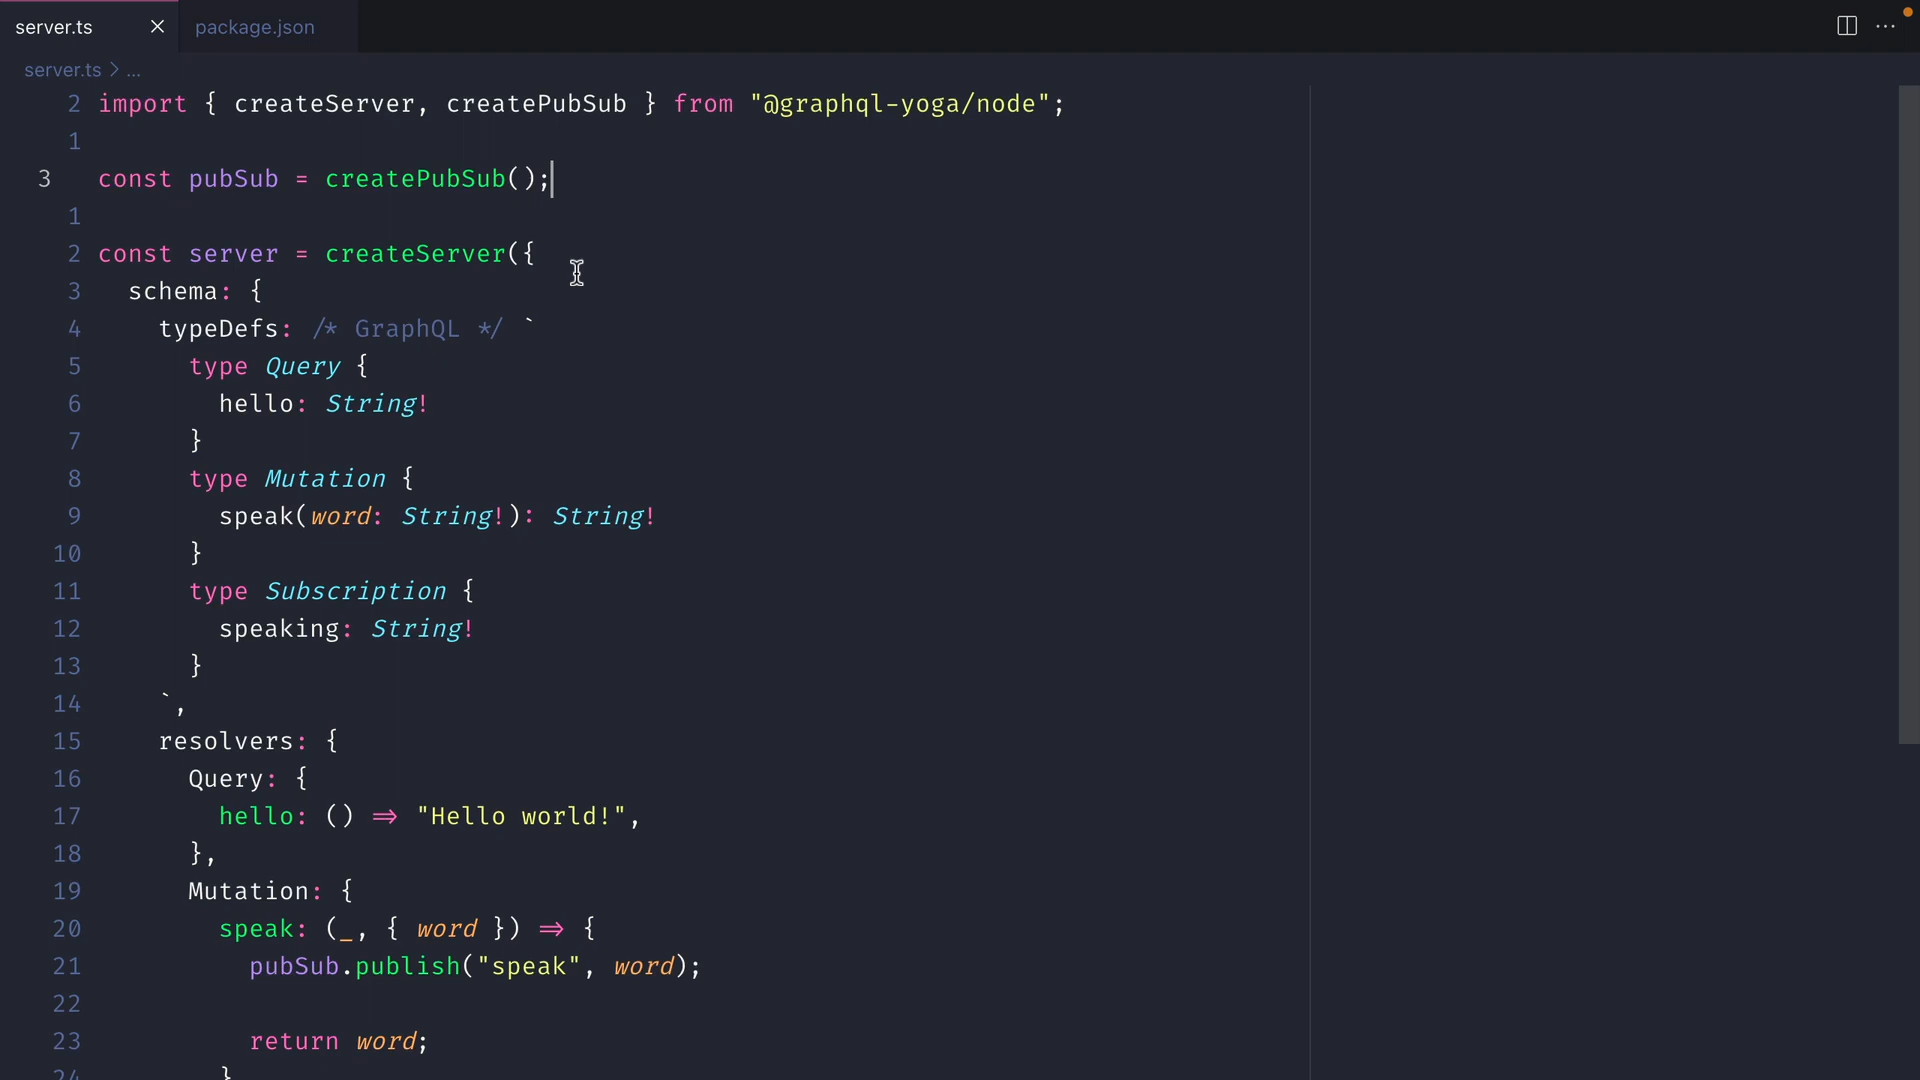 server.ts
package.json
server.ts > ...
2 import { createServer, createPubSub } from "@graphql-yoga/node";
1
3 const pubSub = createPubSub();
1
2 const server = createServer({
3 schema: {
4 typeDefs: /* GraphQL */ `
5 type Query {
6 hello: String!
7 }
8 type Mutation {
9 speak(word: String!): String!
10 }
11 type Subscription {
12 speaking: String!
13 }
14 `,
15 resolvers: {
16 Query: {
17 hello: () => "Hello world!",
18 },
19 Mutation: {
20 speak: (_, { word }) => {
21 pubSub.publish("speak", word);
22
23 return word;
24 }